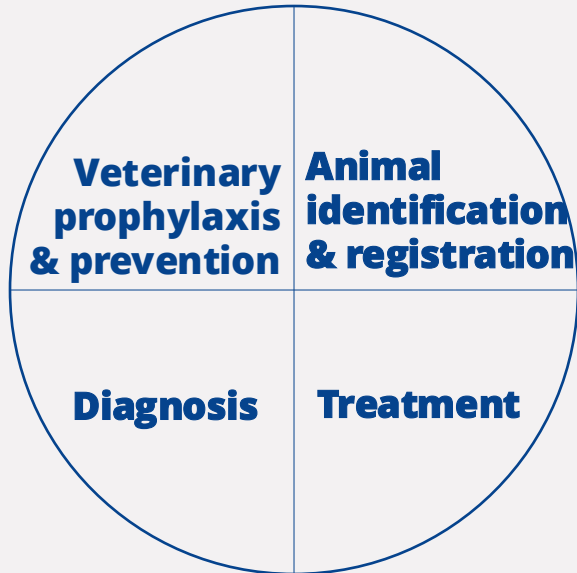 Veterinary
prophylaxis
& prevention
Animal
identification
& registration
Diagnosis
Treatment